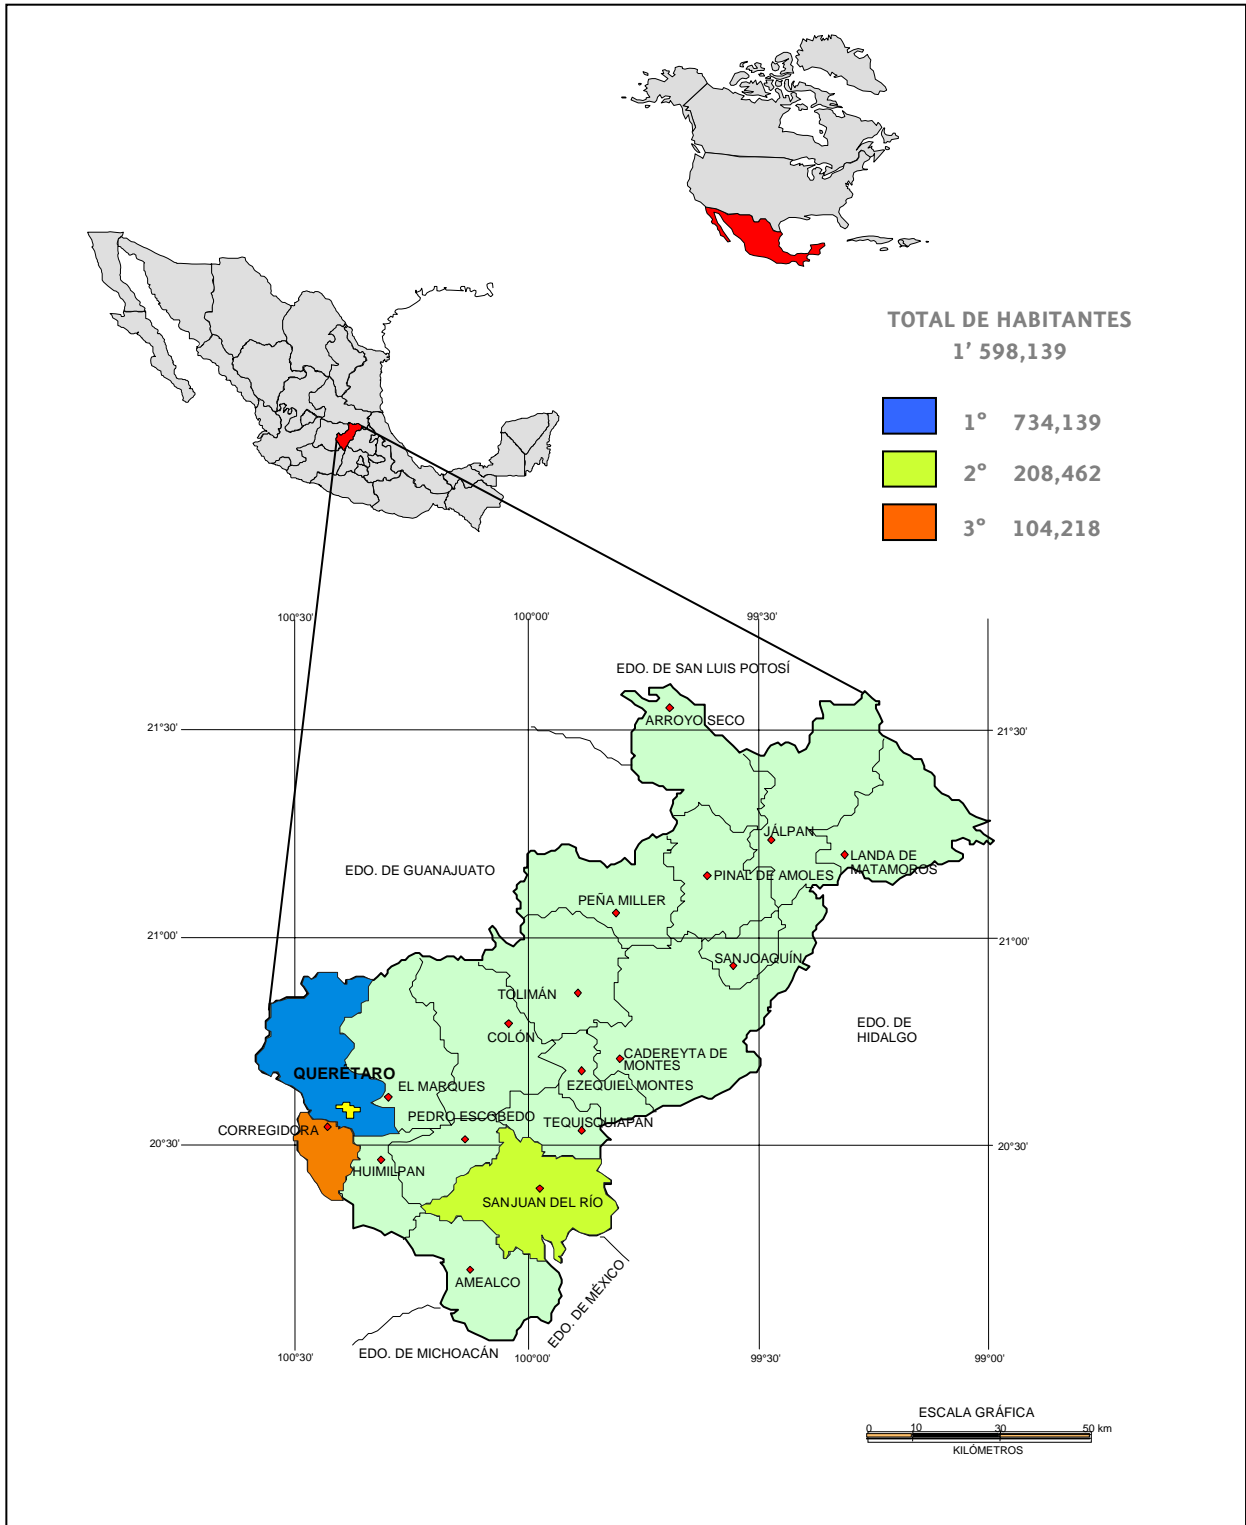 TOTAL DE HABITANTES
1' 598,139
1° 734,139
2° 208,462
3° 104,218
100°30'
100°00'
99°30'
EDO. DE SAN LUIS POTOSÍ
ARROYO SECO
21°30'
21°30'
JÁLPAN
LANDA DE
MATAMOROS
EDO. DE GUANAJUATO
PINAL DE AMOLES
PEÑA MILLER
21°00'
21°00'
SAN JOAQUÍN
TOLIMÁN
COLÓN
EDO. DE
HIDALGO
CADEREYTA DE
MONTES
QUERÉTARO
EL MARQUES
EZEQUIEL MONTES
PEDRO ESCOBEDO
TEQUISQUIAPAN
CORREGIDORA
20°30'
20°30'
HUIMILPAN
SAN JUAN DEL RÍO
AMEALCO
EDO. DE MÉXICO
EDO. DE MICHOACÁN
100°30'
100°00'
99°30'
99°00'
ESCALA GRÁFICA
0 10 30 50 km
KILÓMETROS